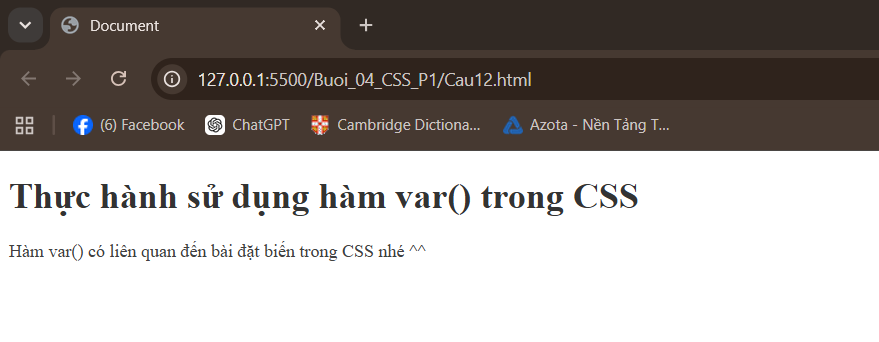 Document
127.0.0.1:5500/Buoi_04_CSS_P1/Cau12.html
(6) Facebook ChatGPT Cambridge Dictiona... Azota - Nền Tảng T...
Thực hành sử dụng hàm var() trong CSS
Hàm var() có liên quan đến bài đặt biến trong CSS nhé ^^